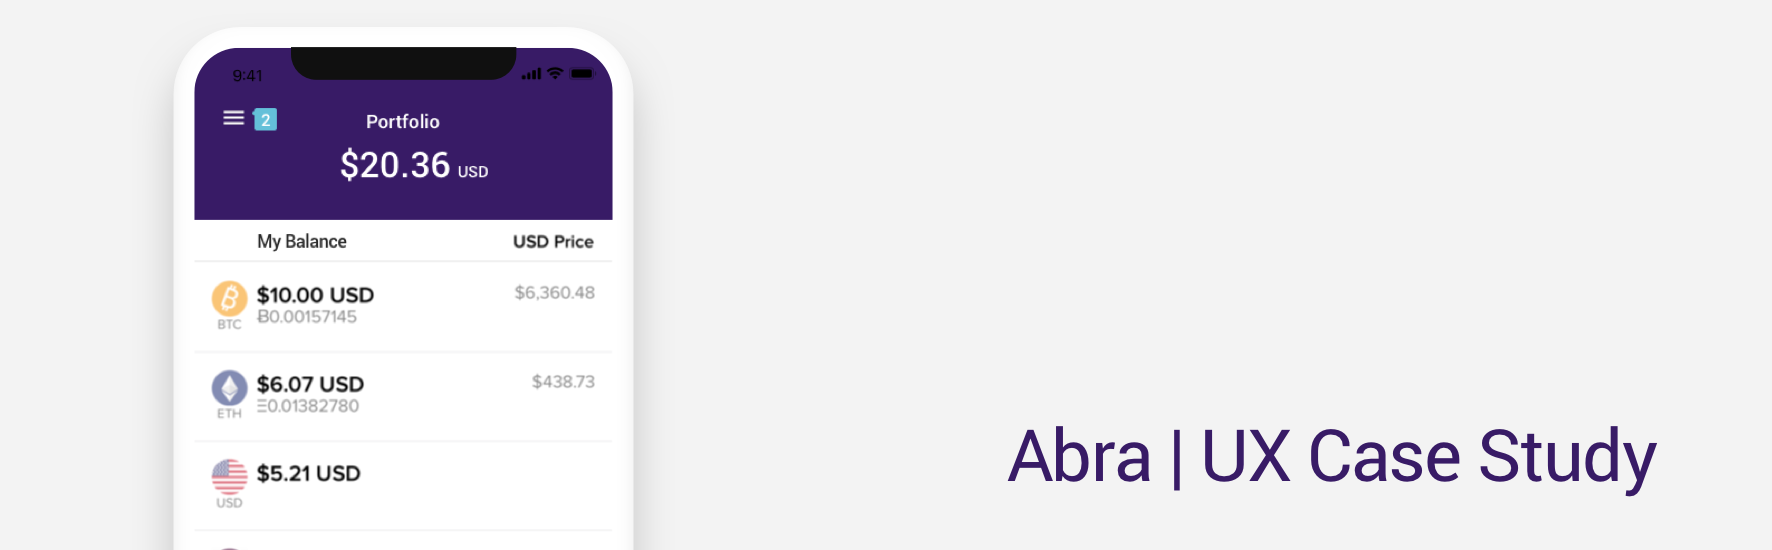 9:41
2
Portfolio
$20.36 USD
My Balance USD Price
$10.00 USD $6,360.48
Ƀ0.00157145
BTC
$6.07 USD $438.73
Ξ0.01382780
ETH
$5.21 USD
USD
Abra | UX Case Study